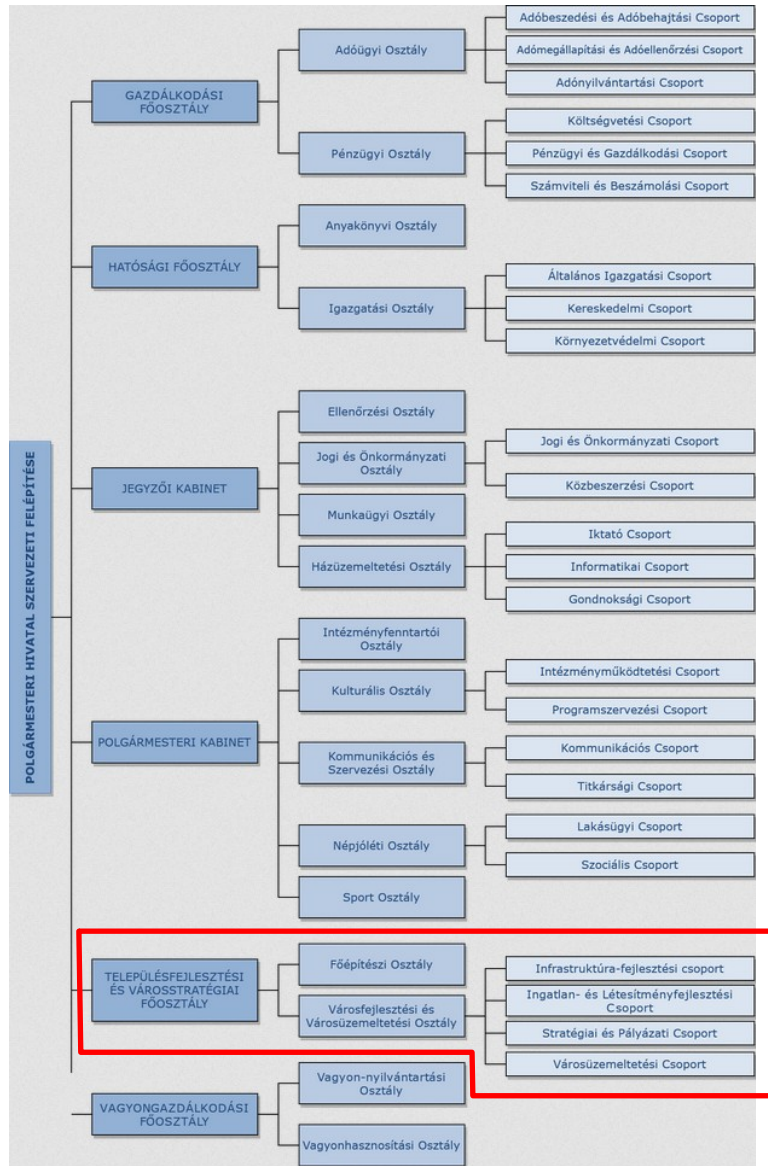 POLGÁRMESTERI HIVATAL SZERVEZETI FELÉPÍTÉSE
GAZDÁLKODÁSI
FŐOSZTÁLY
Adóügyi Osztály
Adóbeszedési és Adóbehajtási Csoport
Adómegállapítási és Adóellenőrzési Csoport
Adónyilvántartási Csoport
Pénzügyi Osztály
Költségvetési Csoport
Pénzügyi és Gazdálkodási Csoport
Számviteli és Beszámolási Csoport
HATÓSÁGI FŐOSZTÁLY
Anyakönyvi Osztály
Igazgatási Osztály
Általános Igazgatási Csoport
Kereskedelmi Csoport
Környezetvédelmi Csoport
JEGYZŐI KABINET
Ellenőrzési Osztály
Jogi és Önkormányzati
Osztály
Jogi és Önkormányzati Csoport
Közbeszerzési Csoport
Munkaügyi Osztály
Házüzemeltetési Osztály
Iktató Csoport
Informatikai Csoport
Gondnoksági Csoport
POLGÁRMESTERI KABINET
Intézményfenntartói
Osztály
Kulturális Osztály
Intézményműködtetési Csoport
Programszervezési Csoport
Kommunikációs és
Szervezési Osztály
Kommunikációs Csoport
Titkársági Csoport
Népjóléti Osztály
Lakásügyi Csoport
Szociális Csoport
Sport Osztály
TELEPÜLÉSFEJLESZTÉSI
ÉS VÁROSSTRATÉGIAI
FŐOSZTÁLY
Főépítészi Osztály
Városfejlesztési és
Városüzemeltetési Osztály
Infrastruktúra-fejlesztési csoport
Ingatlan- és Létesítményfejlesztési
Csoport
Stratégiai és Pályázati Csoport
Városüzemeltetési Csoport
VAGYONGAZDÁLKODÁSI
FŐOSZTÁLY
Vagyon-nyilvántartási
Osztály
Vagyonhasznosítási Osztály